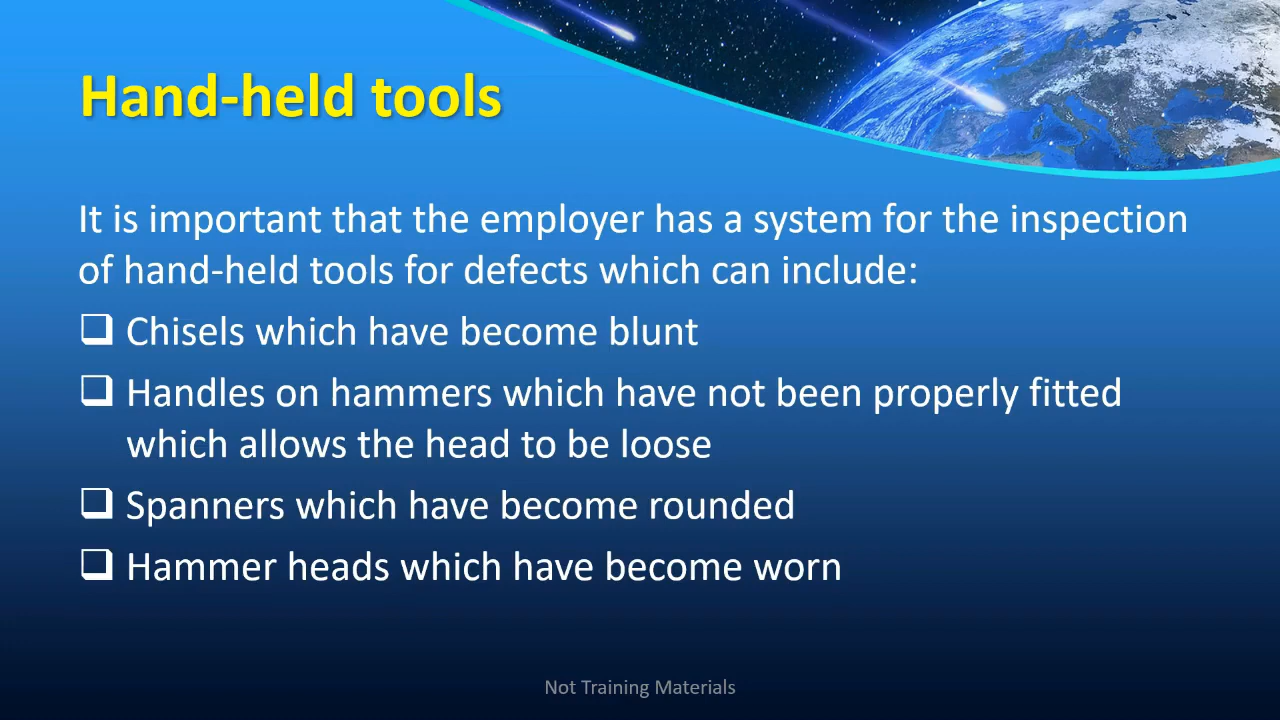 Hand-held tools
It is important that the employer has a system for the inspection
of hand-held tools for defects which can include:
Chisels which have become blunt
Handles on hammers which have not been properly fitted
which allows the head to be loose
Spanners which have become rounded
Hammer heads which have become worn
Not Training Materials